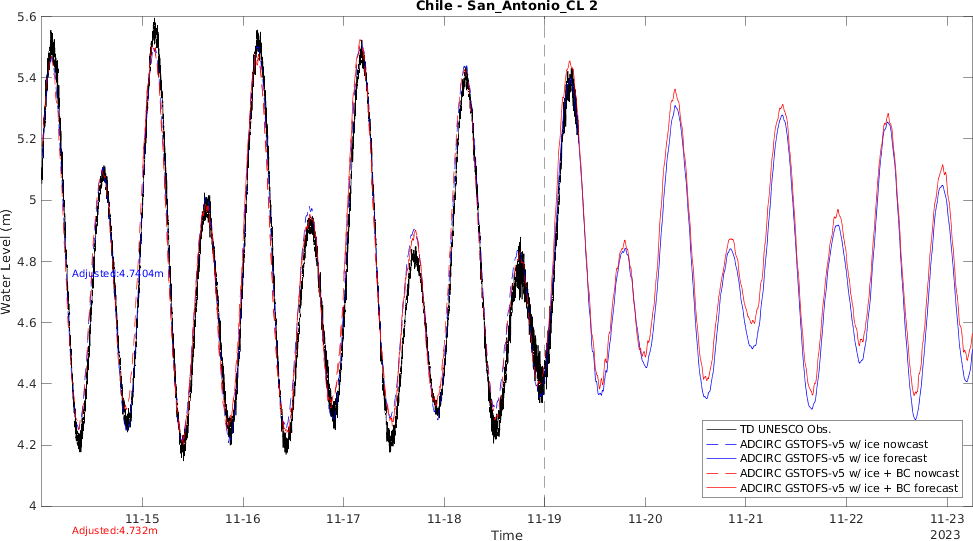 Chile - San_Antonio_CL 2
5.6
5.4
5.2
5
4.8
4.6
4.4
4.2
4
Water Level (m)
Adjusted:4.7404m
TD UNESCO Obs.
ADCIRC GSTOFS-v5 w/ ice nowcast
ADCIRC GSTOFS-v5 w/ ice forecast
ADCIRC GSTOFS-v5 w/ ice + BC nowcast
ADCIRC GSTOFS-v5 w/ ice + BC forecast
11-15 11-16 11-17 11-18 11-19 11-20 11-21 11-22 11-23
Adjusted:4.732m
Time
2023